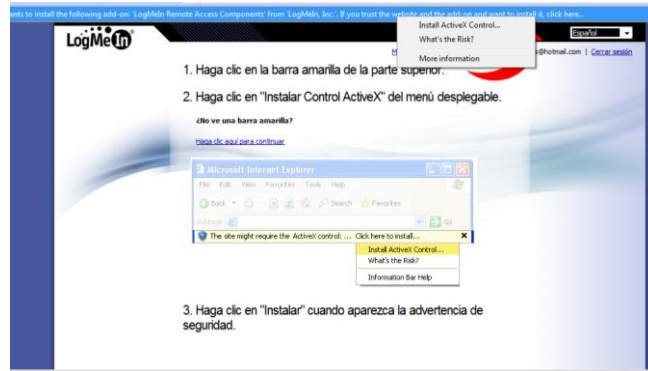 ants to install the following add-on: 'LogMeIn Remote Access Components' from 'LogMeIn, Inc.'. If you trust the website and the add-on and want to install it, click here...
Install ActiveX Control...
What's the Risk?
More information
LogMeIn
Español
@hotmail.com | Cerrar sesión
1. Haga clic en la barra amarilla de la parte superior.
2. Haga clic en "Instalar Control ActiveX" del menú desplegable.
¿No ve una barra amarilla?
Haga clic aquí para continuar
Microsoft Internet Explorer
File Edit View Favorites Tools Help
Back Search Favorites
Address Go
The site might require the ActiveX control: ... Click here to install...
Install ActiveX Control...
What's the Risk?
Information Bar Help
3. Haga clic en "Instalar" cuando aparezca la advertencia de
seguridad.